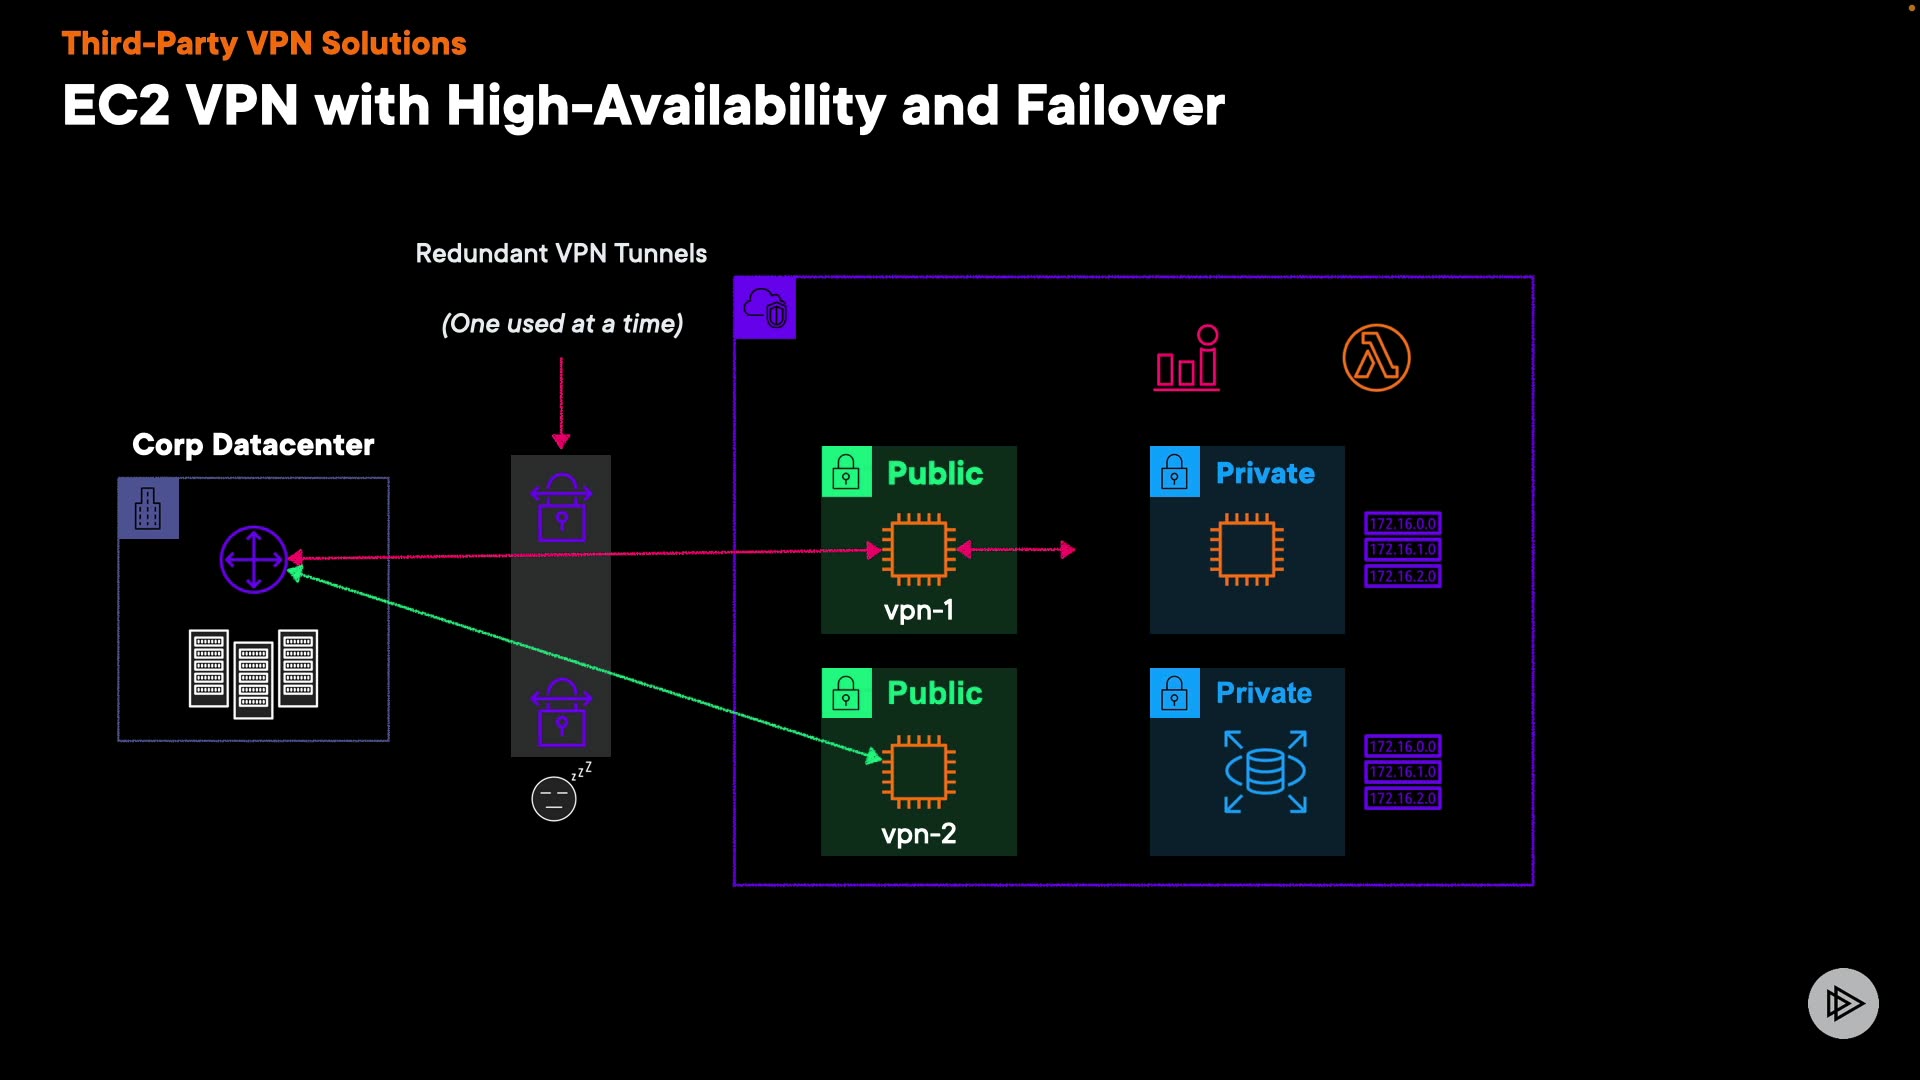 Third-Party VPN Solutions
EC2 VPN with High-Availability and Failover
Redundant VPN Tunnels
(One used at a time)
Corp Datacenter
Public
vpn-1
Private
172.16.0.0
172.16.1.0
172.16.2.0
zzz
Public
vpn-2
Private
172.16.0.0
172.16.1.0
172.16.2.0